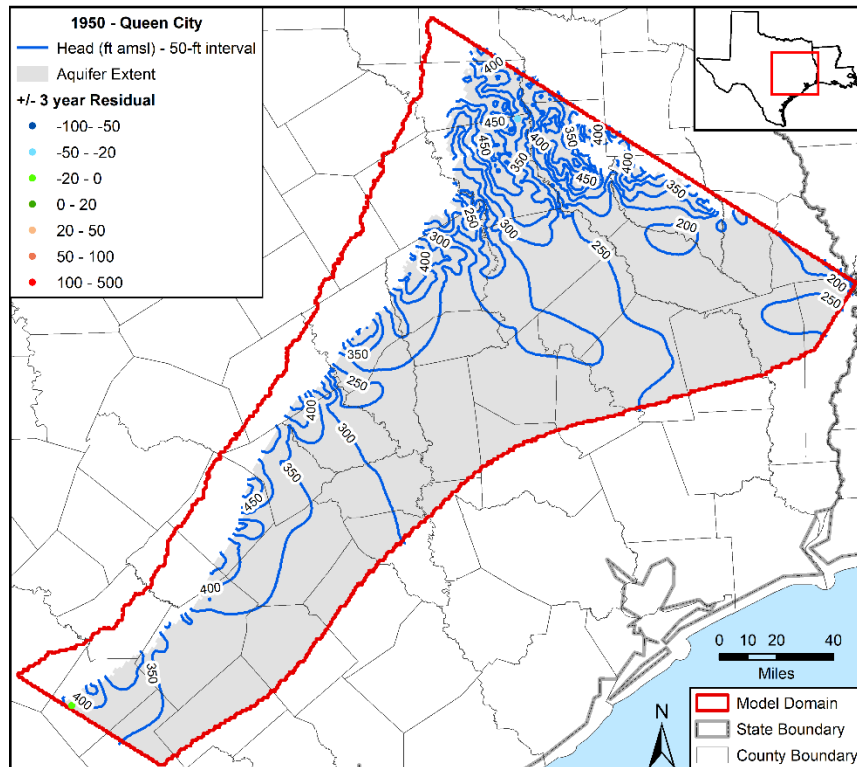 1950 - Queen City
Head (ft amsl) - 50-ft interval
Aquifer Extent
+/- 3 year Residual
-100- -50
-50 - -20
-20 - 0
0 - 20
20 - 50
50 - 100
100 - 500
400
450
350
400
450
400
350
400
450
350
250
300
200
300
250
400
200
250
350
250
400
300
350
450
400
350
400
0 10 20 40
Miles
N
Model Domain
State Boundary
County Boundary